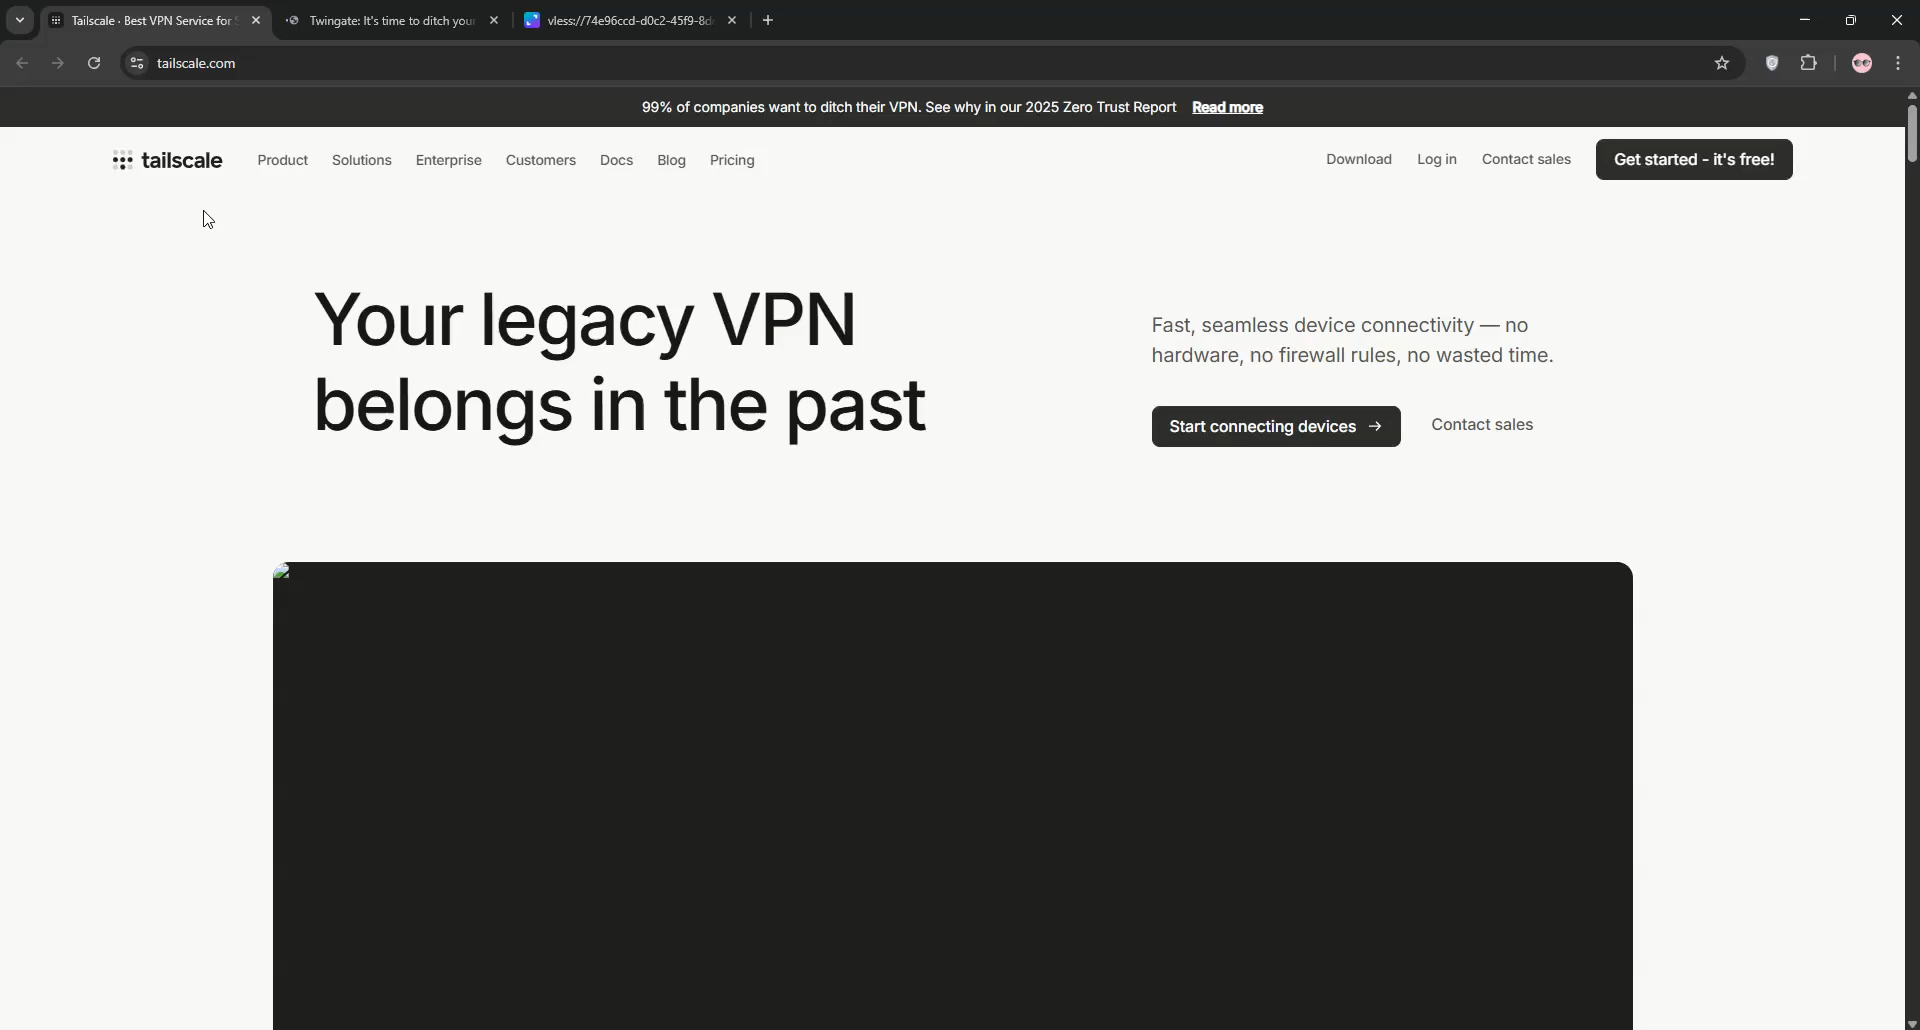 Tailscale · Best VPN Service for S
Twingate: It's time to ditch your
vless://74e96ccd-d0c2-45f9-8d
tailscale.com
99% of companies want to ditch their VPN. See why in our 2025 Zero Trust Report Read more
tailscale Product Solutions Enterprise Customers Docs Blog Pricing Download Log in Contact sales Get started - it's free!
Your legacy VPN
belongs in the past
Fast, seamless device connectivity — no
hardware, no firewall rules, no wasted time.
Start connecting devices → Contact sales